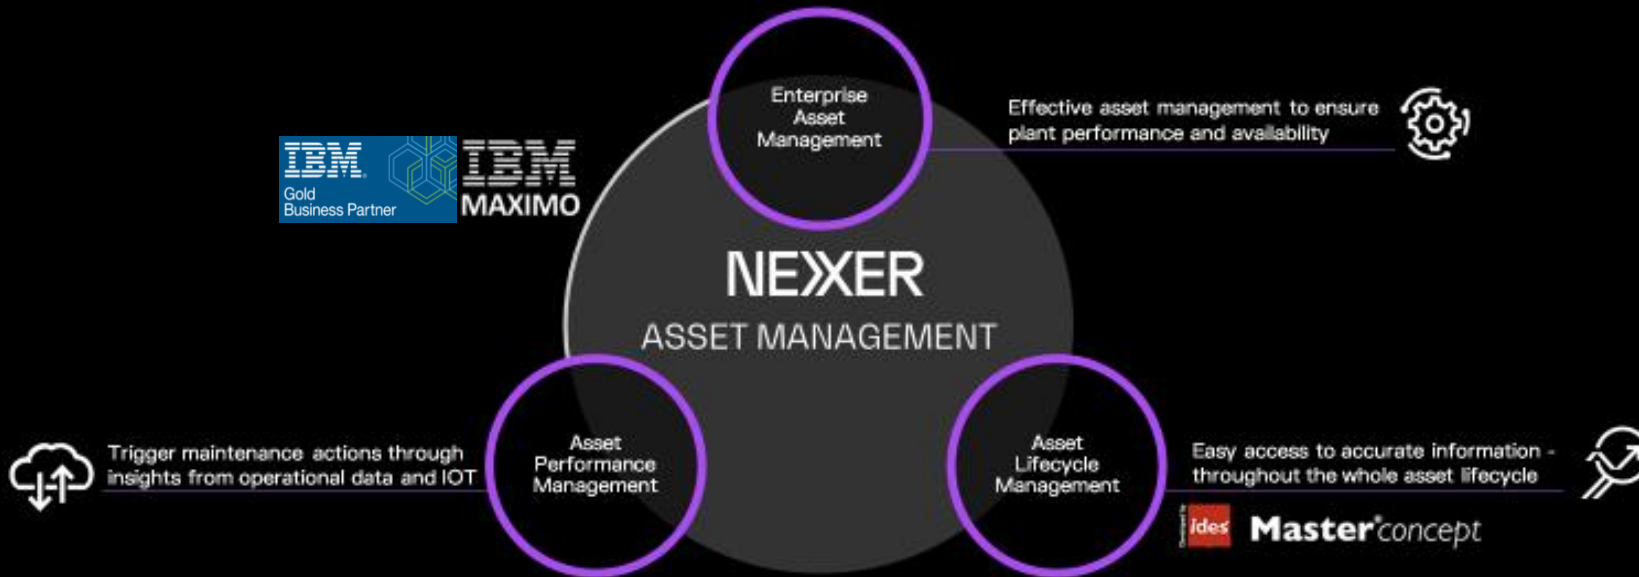 Enterprise
Asset
Management
Effective asset management to ensure
plant performance and availability
IBM.
Gold
Business Partner
IBM
MAXIMO
NEXER
ASSET MANAGEMENT
Trigger maintenance actions through
insights from operational data and IOT
Asset
Performance
Management
Asset
Lifecycle
Management
Easy access to accurate information -
throughout the whole asset lifecycle
Developed by
ides
Master®concept